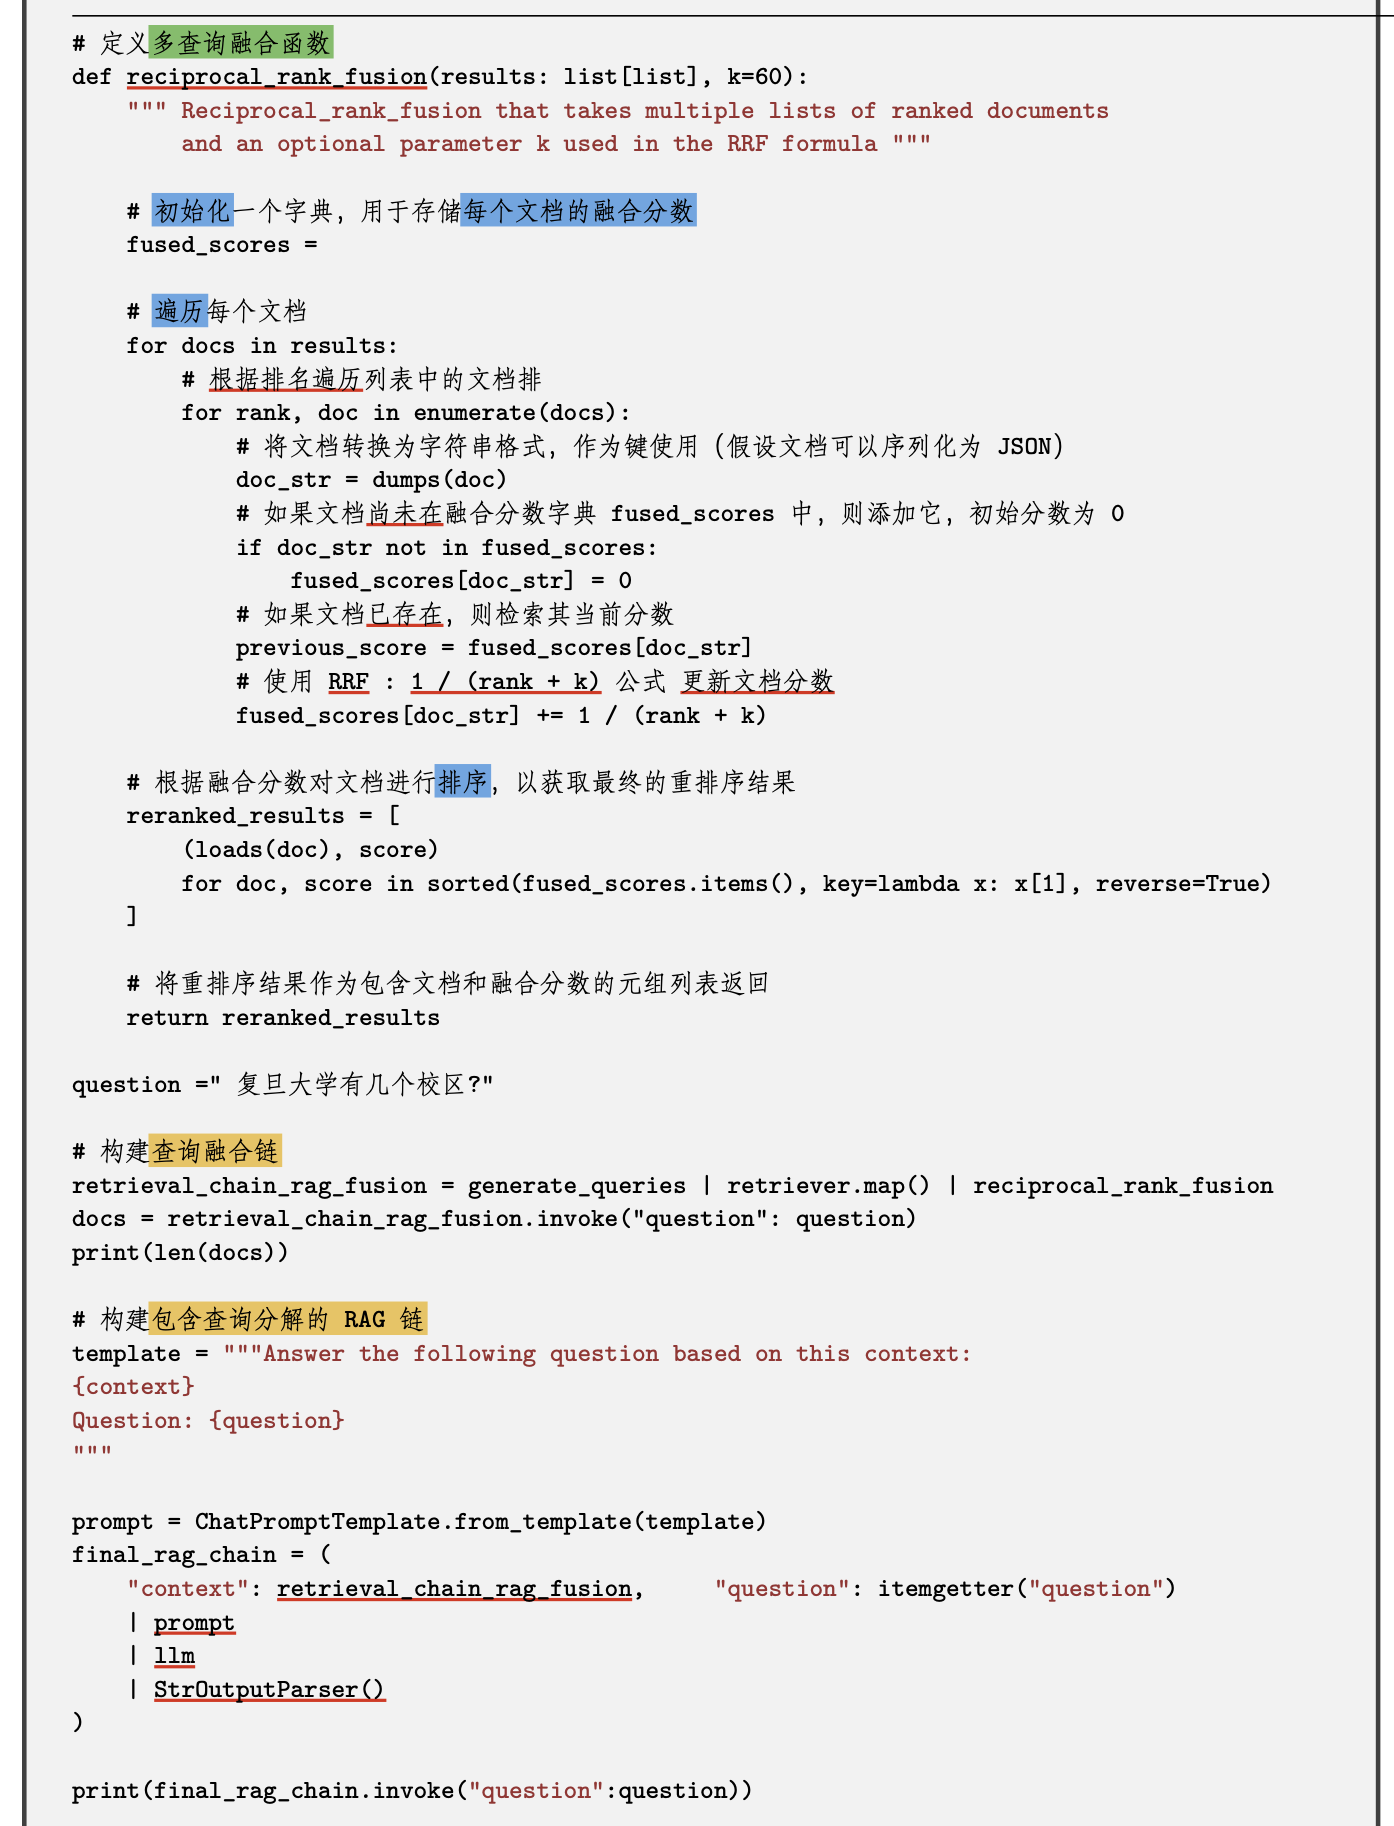 # 定义多查询融合函数
def reciprocal_rank_fusion(results: list[list], k=60):
    """ Reciprocal_rank_fusion that takes multiple lists of ranked documents
        and an optional parameter k used in the RRF formula """
    # 初始化一个字典，用于存储每个文档的融合分数
    fused_scores =
    # 遍历每个文档
    for docs in results:
        # 根据排名遍历列表中的文档排
        for rank, doc in enumerate(docs):
            # 将文档转换为字符串格式，作为键使用（假设文档可以序列化为 JSON）
            doc_str = dumps(doc)
            # 如果文档尚未在融合分数字典 fused_scores 中，则添加它，初始分数为 0
            if doc_str not in fused_scores:
                fused_scores[doc_str] = 0
            # 如果文档已存在，则检索其当前分数
            previous_score = fused_scores[doc_str]
            # 使用 RRF : 1 / (rank + k) 公式 更新文档分数
            fused_scores[doc_str] += 1 / (rank + k)
    # 根据融合分数对文档进行排序，以获取最终的重排序结果
    reranked_results = [
        (loads(doc), score)
        for doc, score in sorted(fused_scores.items(), key=lambda x: x[1], reverse=True)
    ]
    # 将重排序结果作为包含文档和融合分数的元组列表返回
    return reranked_results
question =" 复旦大学有几个校区?"
# 构建查询融合链
retrieval_chain_rag_fusion = generate_queries | retriever.map() | reciprocal_rank_fusion
docs = retrieval_chain_rag_fusion.invoke("question": question)
print(len(docs))
# 构建包含查询分解的 RAG 链
template = """Answer the following question based on this context:
{context}
Question: {question}
"""
prompt = ChatPromptTemplate.from_template(template)
final_rag_chain = (
    "context": retrieval_chain_rag_fusion,     "question": itemgetter("question")
    | prompt
    | llm
    | StrOutputParser()
)
print(final_rag_chain.invoke("question":question))